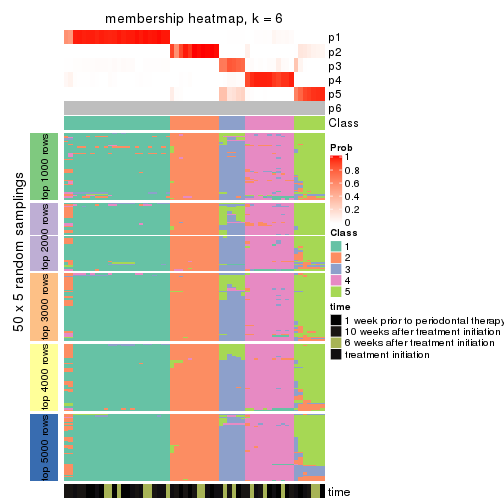 membership heatmap, k = 6
p1
p2
p3
p4
p5
p6
Class
50 x 5 random samplings
top 1000 rows
top 2000 rows
top 3000 rows
top 4000 rows
top 5000 rows
time
Prob
1
0.8
0.6
0.4
0.2
0
Class
1
2
3
4
5
time
1 week prior to periodontal therapy
10 weeks after treatment initiation
6 weeks after treatment initiation
treatment initiation